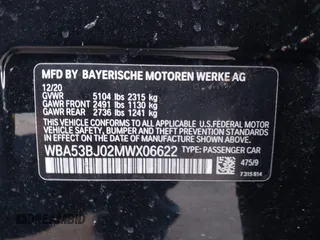 MFD BY BAYERISCHE MOTOREN WERKE AG
12/20
GVWR 5104 lbs 2315 kg
GAWR FRONT 2491 lbs 1130 kg
GAWR REAR 2736 lbs 1241 kg
THIS VEHICLE CONFORMS TO ALL APPLICABLE
U.S.FEDERAL MOTOR VEHICLE SAFETY, BUMPER,
AND THEFT PREVENTION STANDARDS IN EFFECT
ON THE DATE OF MANUFACTURE SHOWN ABOVE.
WBA53BJ02MWX06622 TYPE: PASSENGER CAR
475/9
7315814
DREAMBID